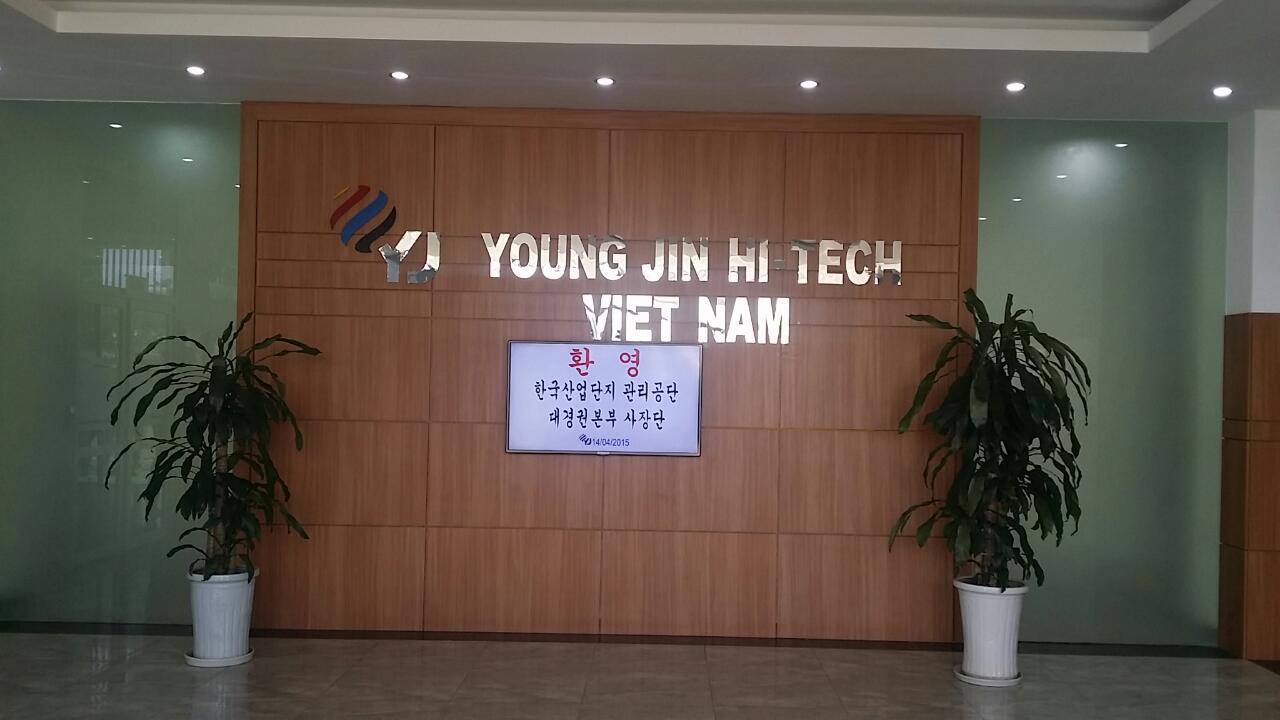 YJ YOUNG JIN HI-TECH
VIET NAM
환 영
한국산업단지 관리공단
대경권본부 사장단
YJ 14/04/2015